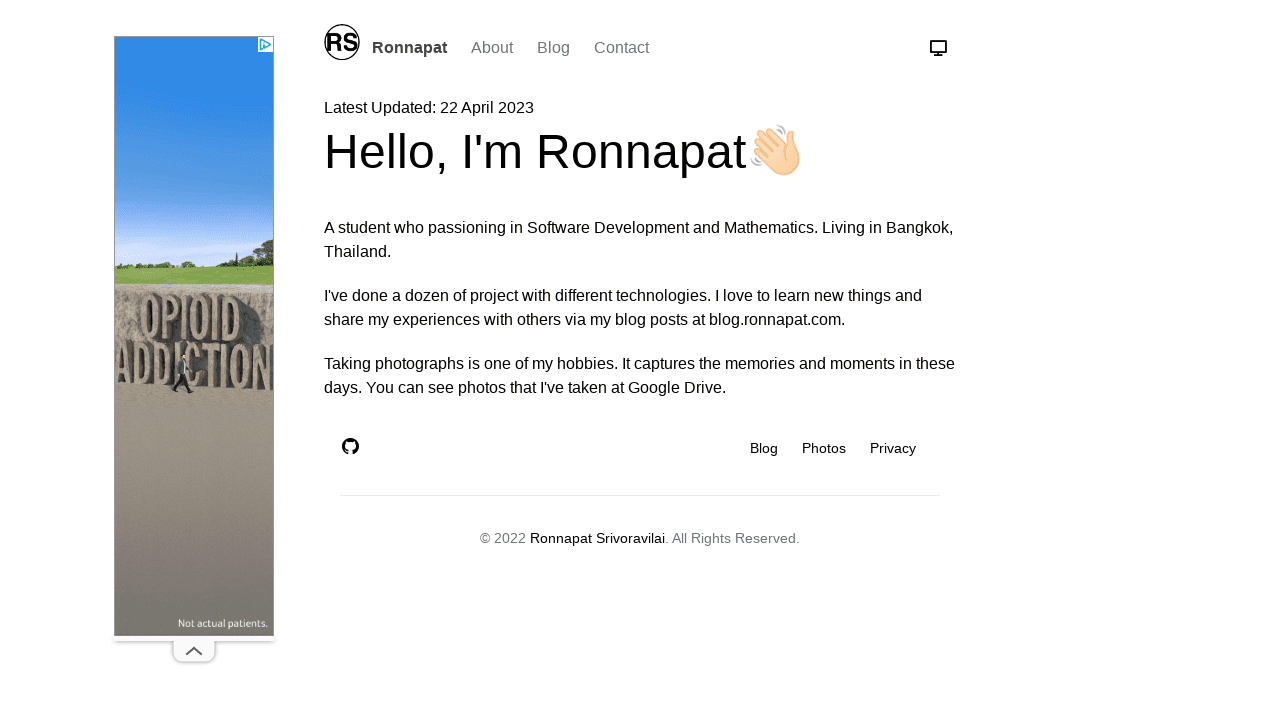 RS
Ronnapat About Blog Contact
Latest Updated: 22 April 2023
Hello, I'm Ronnapat
A student who passioning in Software Development and Mathematics. Living in Bangkok,
Thailand.
I've done a dozen of project with different technologies. I love to learn new things and
share my experiences with others via my blog posts at blog.ronnapat.com.
Taking photographs is one of my hobbies. It captures the memories and moments in these
days. You can see photos that I've taken at Google Drive.
Blog Photos Privacy
© 2022 Ronnapat Srivoravilai. All Rights Reserved.
OPIOID
ADDICTION
Not actual patients.